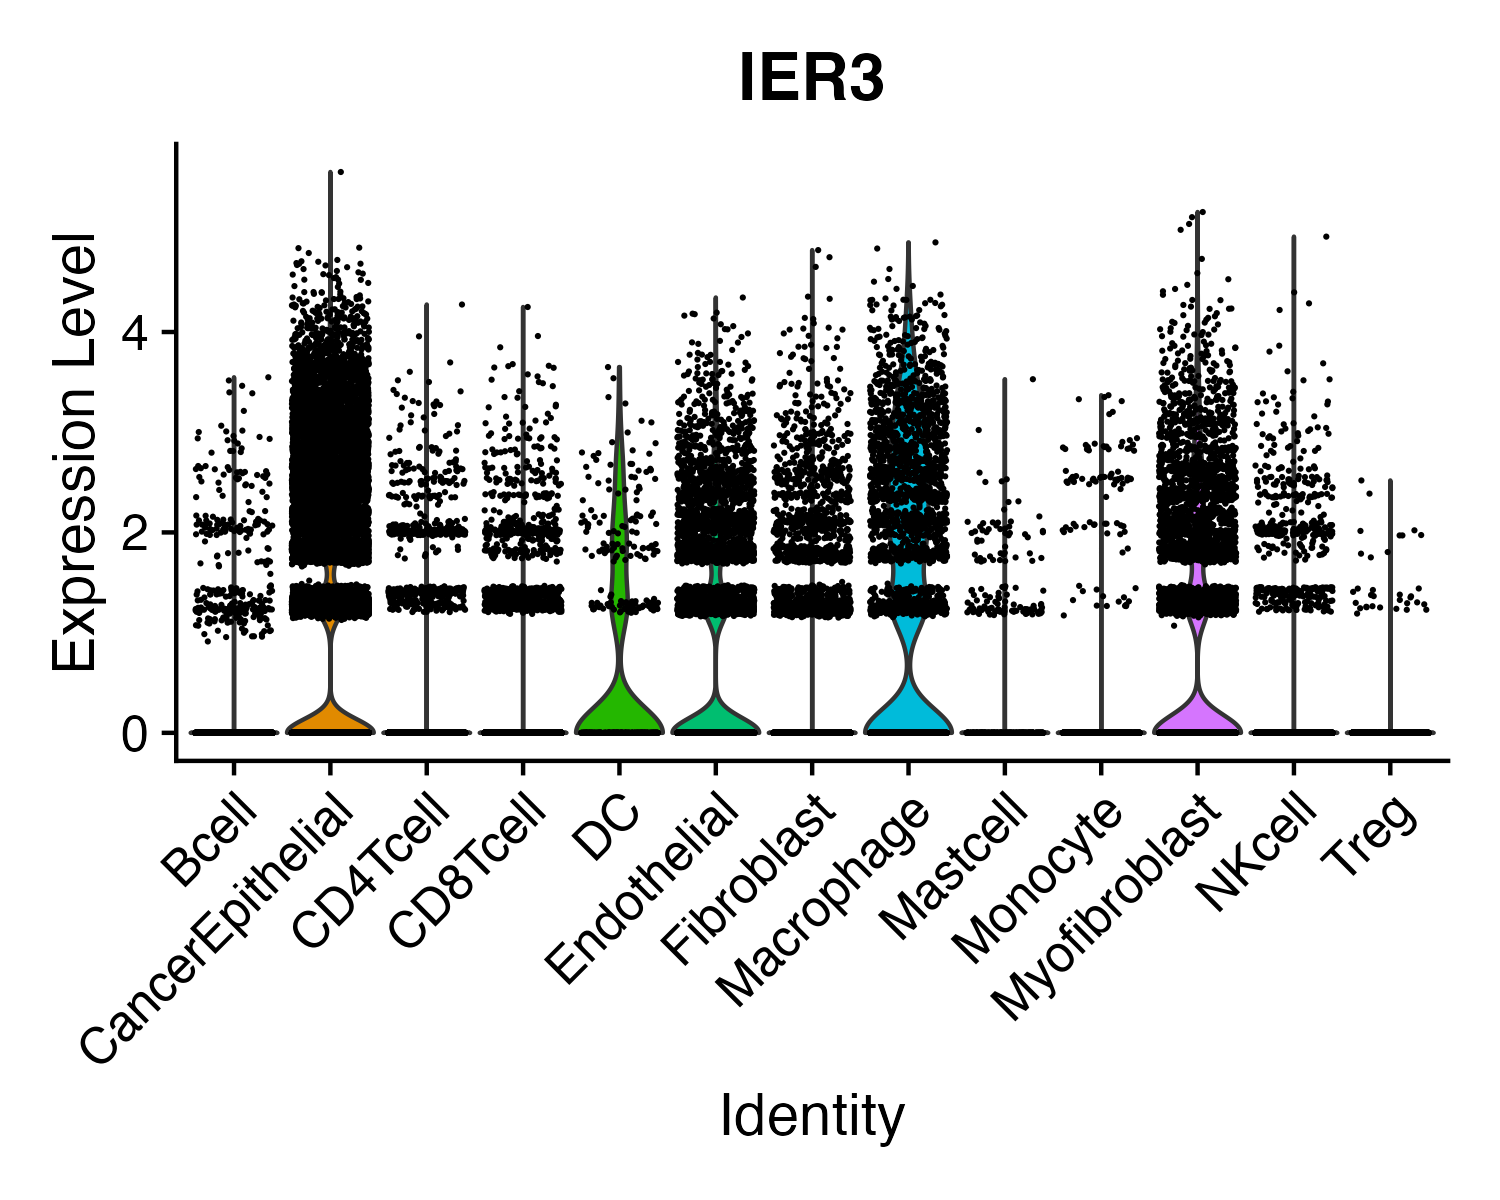 IER3
Expression Level
4
2
0
Bcell
CancerEpithelial
CD4Tcell
CD8Tcell
DC
Endothelial
Fibroblast
Macrophage
Mastcell
Monocyte
Myofibroblast
NKcell
Treg
Identity